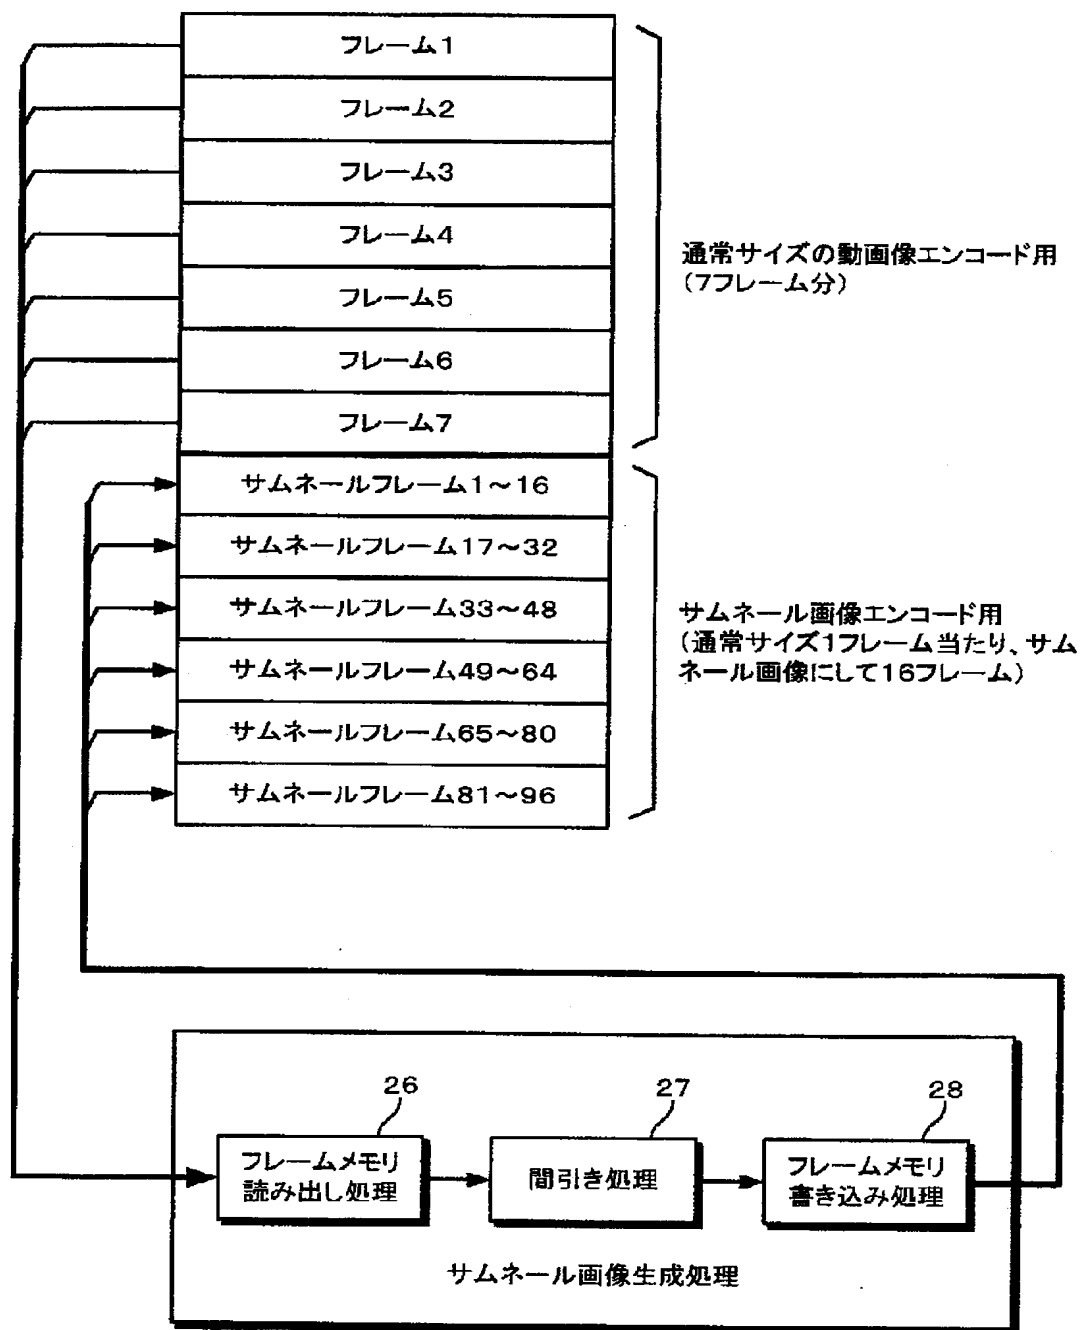 フレーム1
フレーム2
フレーム3
フレーム4
フレーム5
フレーム6
フレーム7
通常サイズの動画像エンコード用
(7フレーム分)
サムネールフレーム1～16
サムネールフレーム17～32
サムネールフレーム33～48
サムネールフレーム49～64
サムネールフレーム65～80
サムネールフレーム81～96
サムネール画像エンコード用
(通常サイズ1フレーム当たり、サム
ネール画像にして16フレーム)
26
27
28
フレームメモリ
読み出し処理
間引き処理
フレームメモリ
書き込み処理
サムネール画像生成処理